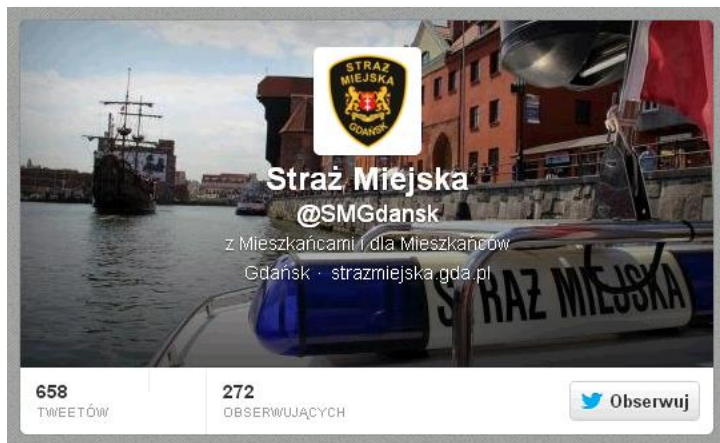 STRAŻ
MIEJSKA
GDAŃSK
Straż Miejska
@SMGdansk
z Mieszkańcami i dla Mieszkańców
Gdańsk · strazmiejska.gda.pl
STRAŻ MIEJSKA
658
TWEETÓW
272
OBSERWUJĄCYCH
Obserwuj